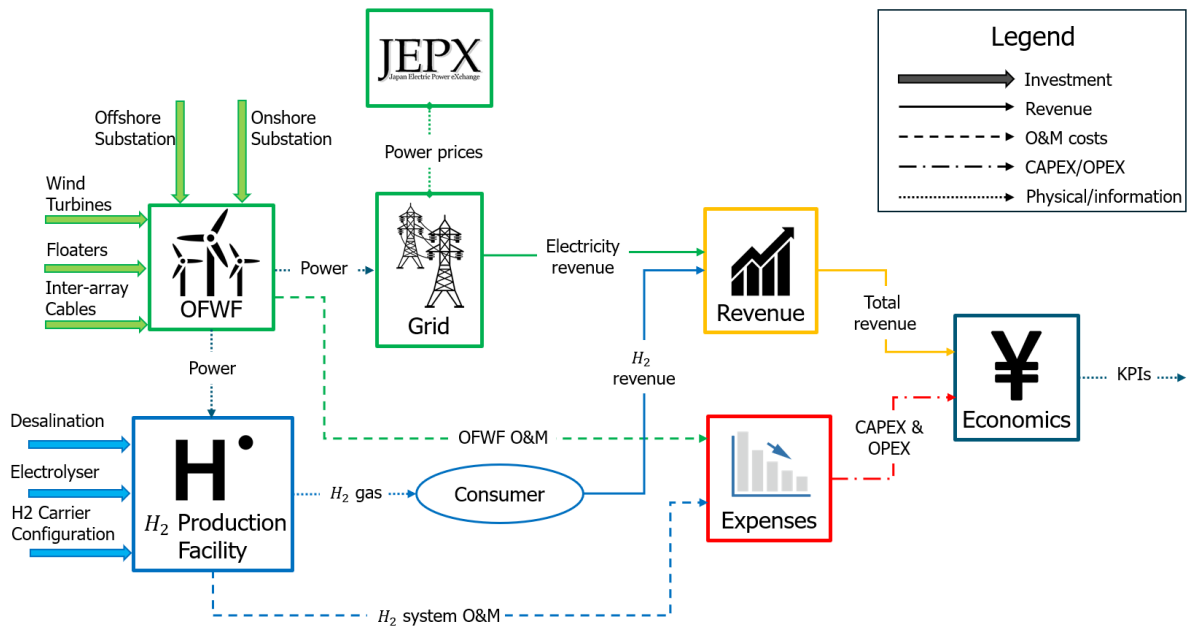 JEPX
Japan Electric Power eXchange
Legend
Investment
Revenue
O&M costs
CAPEX/OPEX
Physical/information
Offshore
Substation
Onshore
Substation
Power prices
Wind
Turbines
Floaters
Inter-array
Cables
OFWF
Power
Grid
Electricity
revenue
Revenue
Total
revenue
H₂
revenue
Power
Economics
KPIs
Desalination
Electrolyser
H2 Carrier
Configuration
H
H₂ Production
Facility
H₂ gas
Consumer
OFWF O&M
Expenses
CAPEX &
OPEX
H₂ system O&M